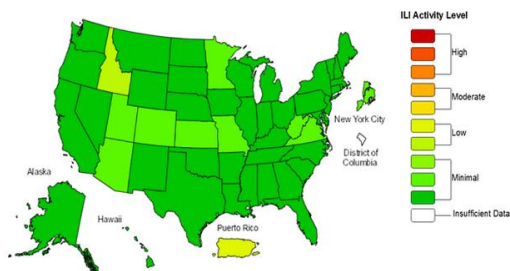 ILI Activity Level
High
Moderate
Low
Minimal
Insufficient Data
New York City
District of
Columbia
Alaska
Hawaii
Puerto Rico